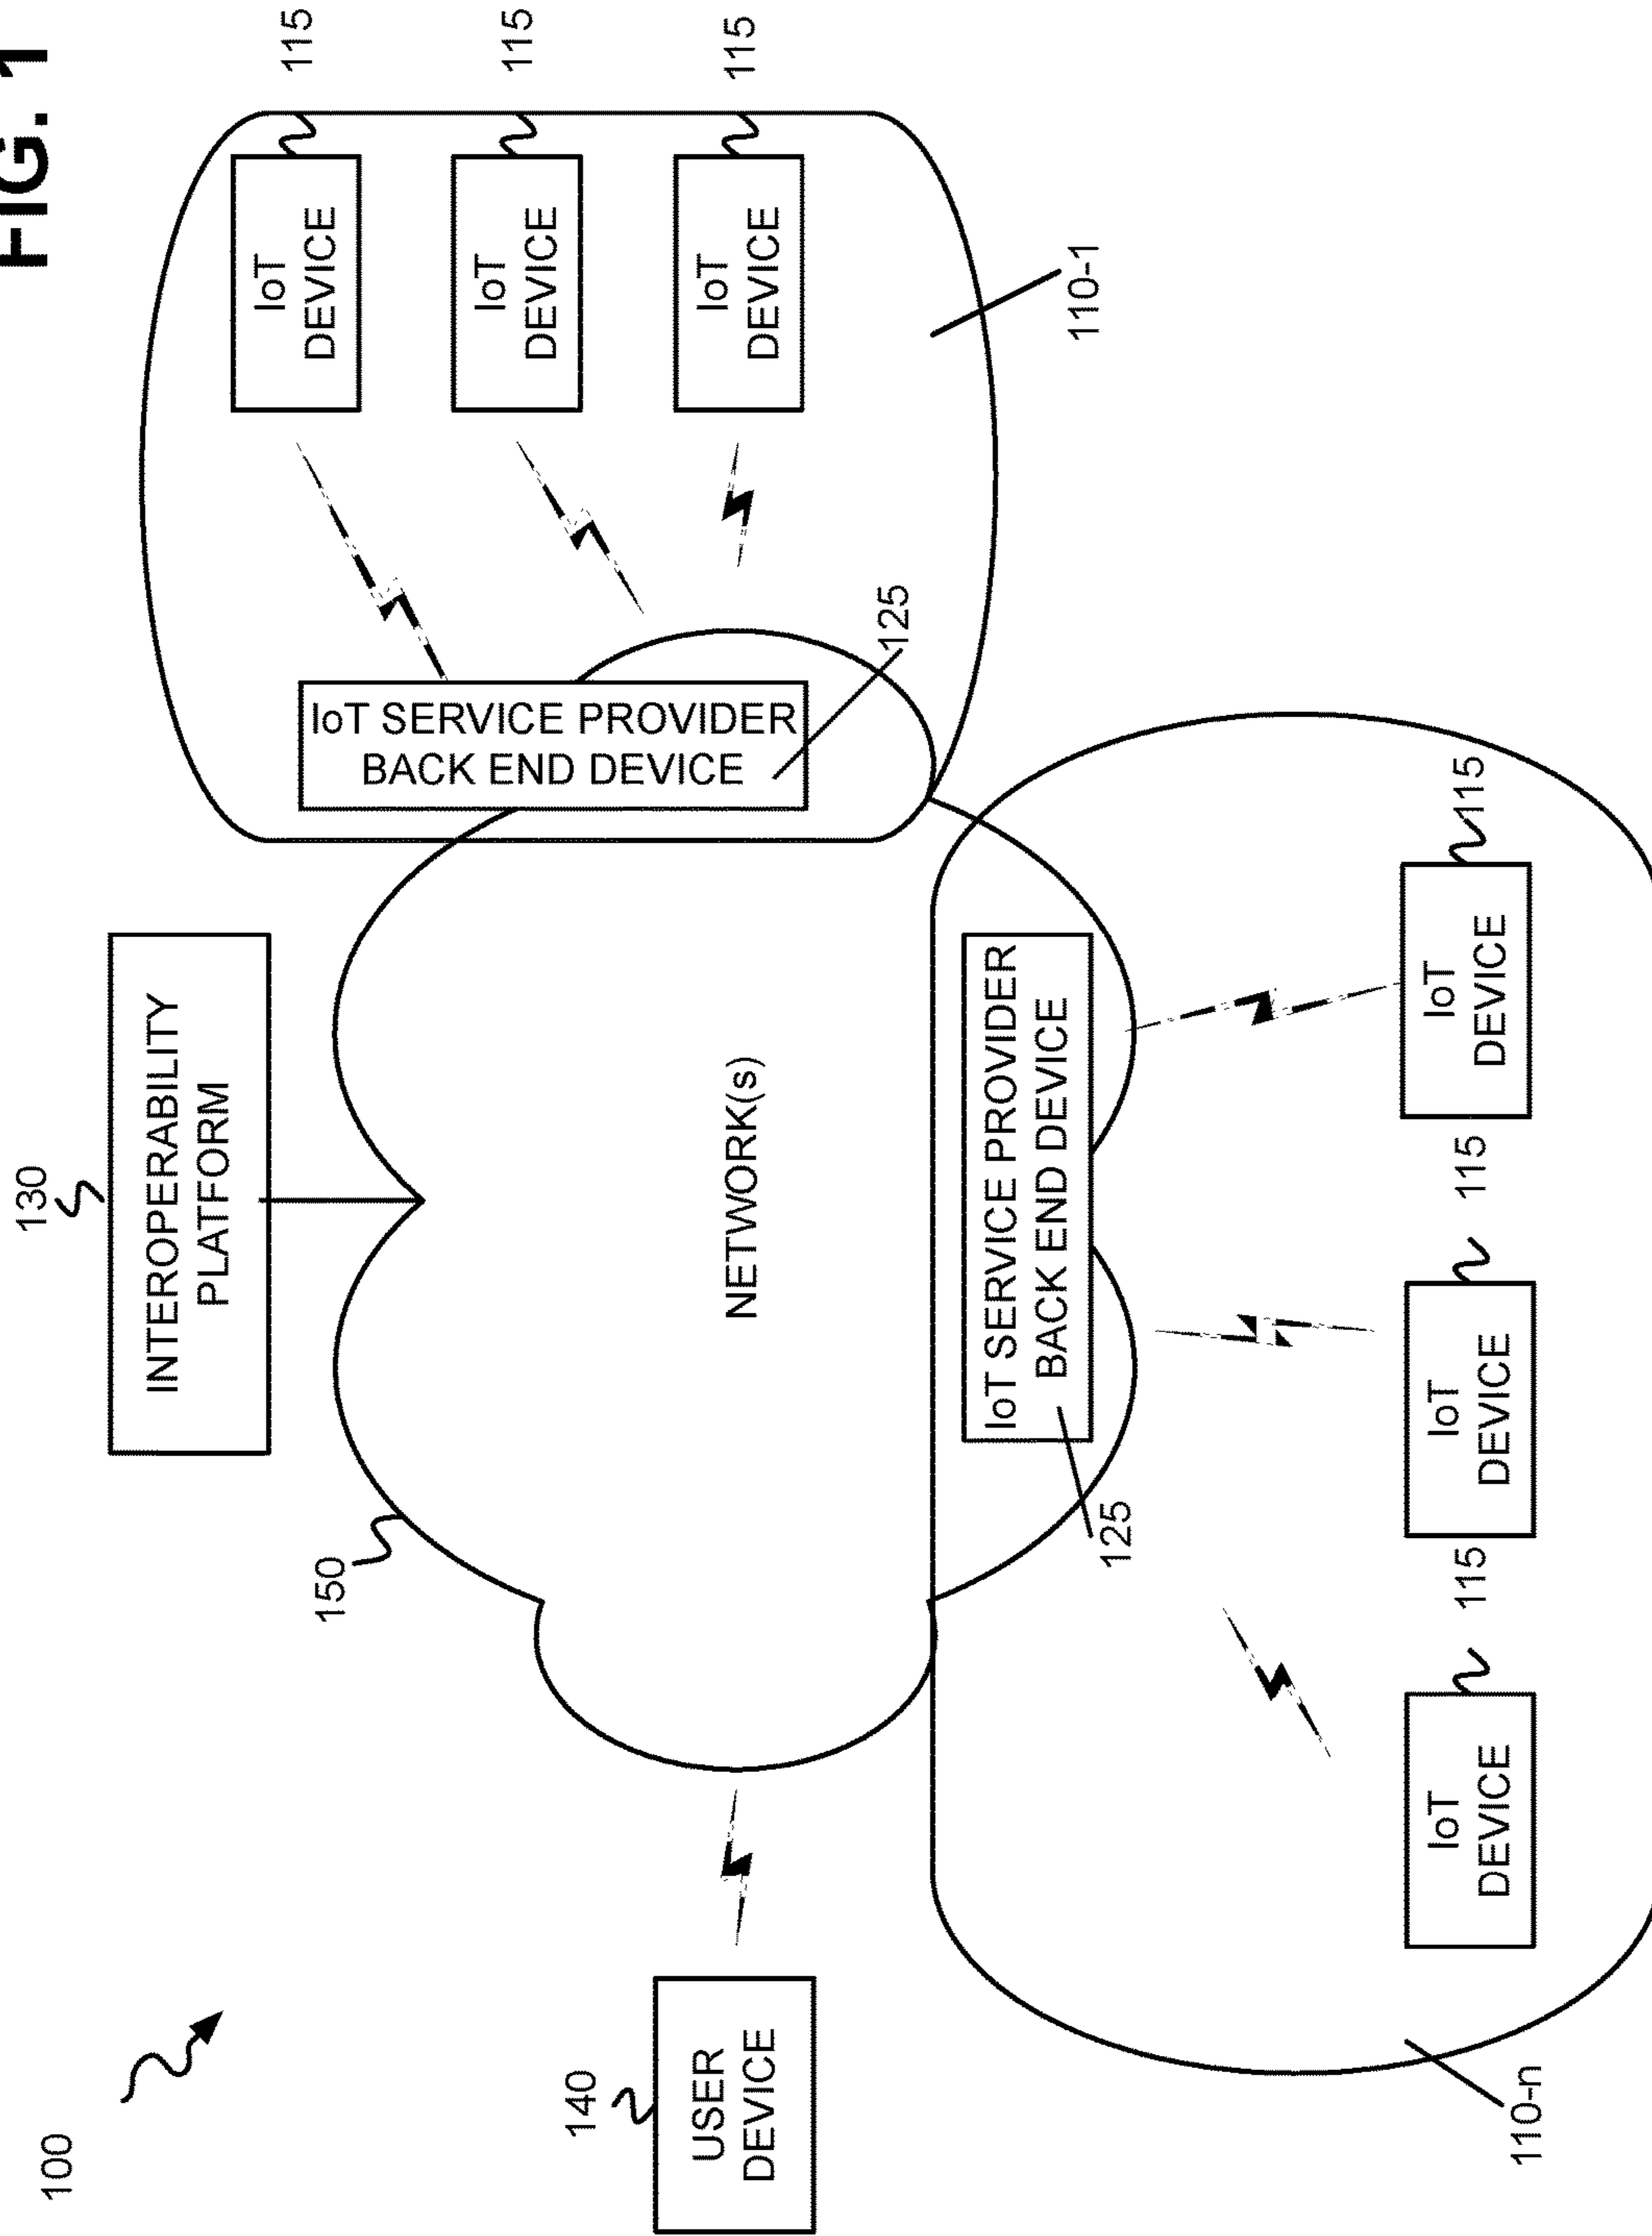 FIG. 1
100
130
INTEROPERABILITY
PLATFORM
150
140
USER
DEVICE
NETWORK(s)
IoT SERVICE PROVIDER
BACK END DEVICE
125
IoT
DEVICE
115
IoT
DEVICE
115
IoT
DEVICE
115
110-1
IoT SERVICE PROVIDER
BACK END DEVICE
125
IoT
DEVICE
115
IoT
DEVICE
115
IoT
DEVICE
115
110-n